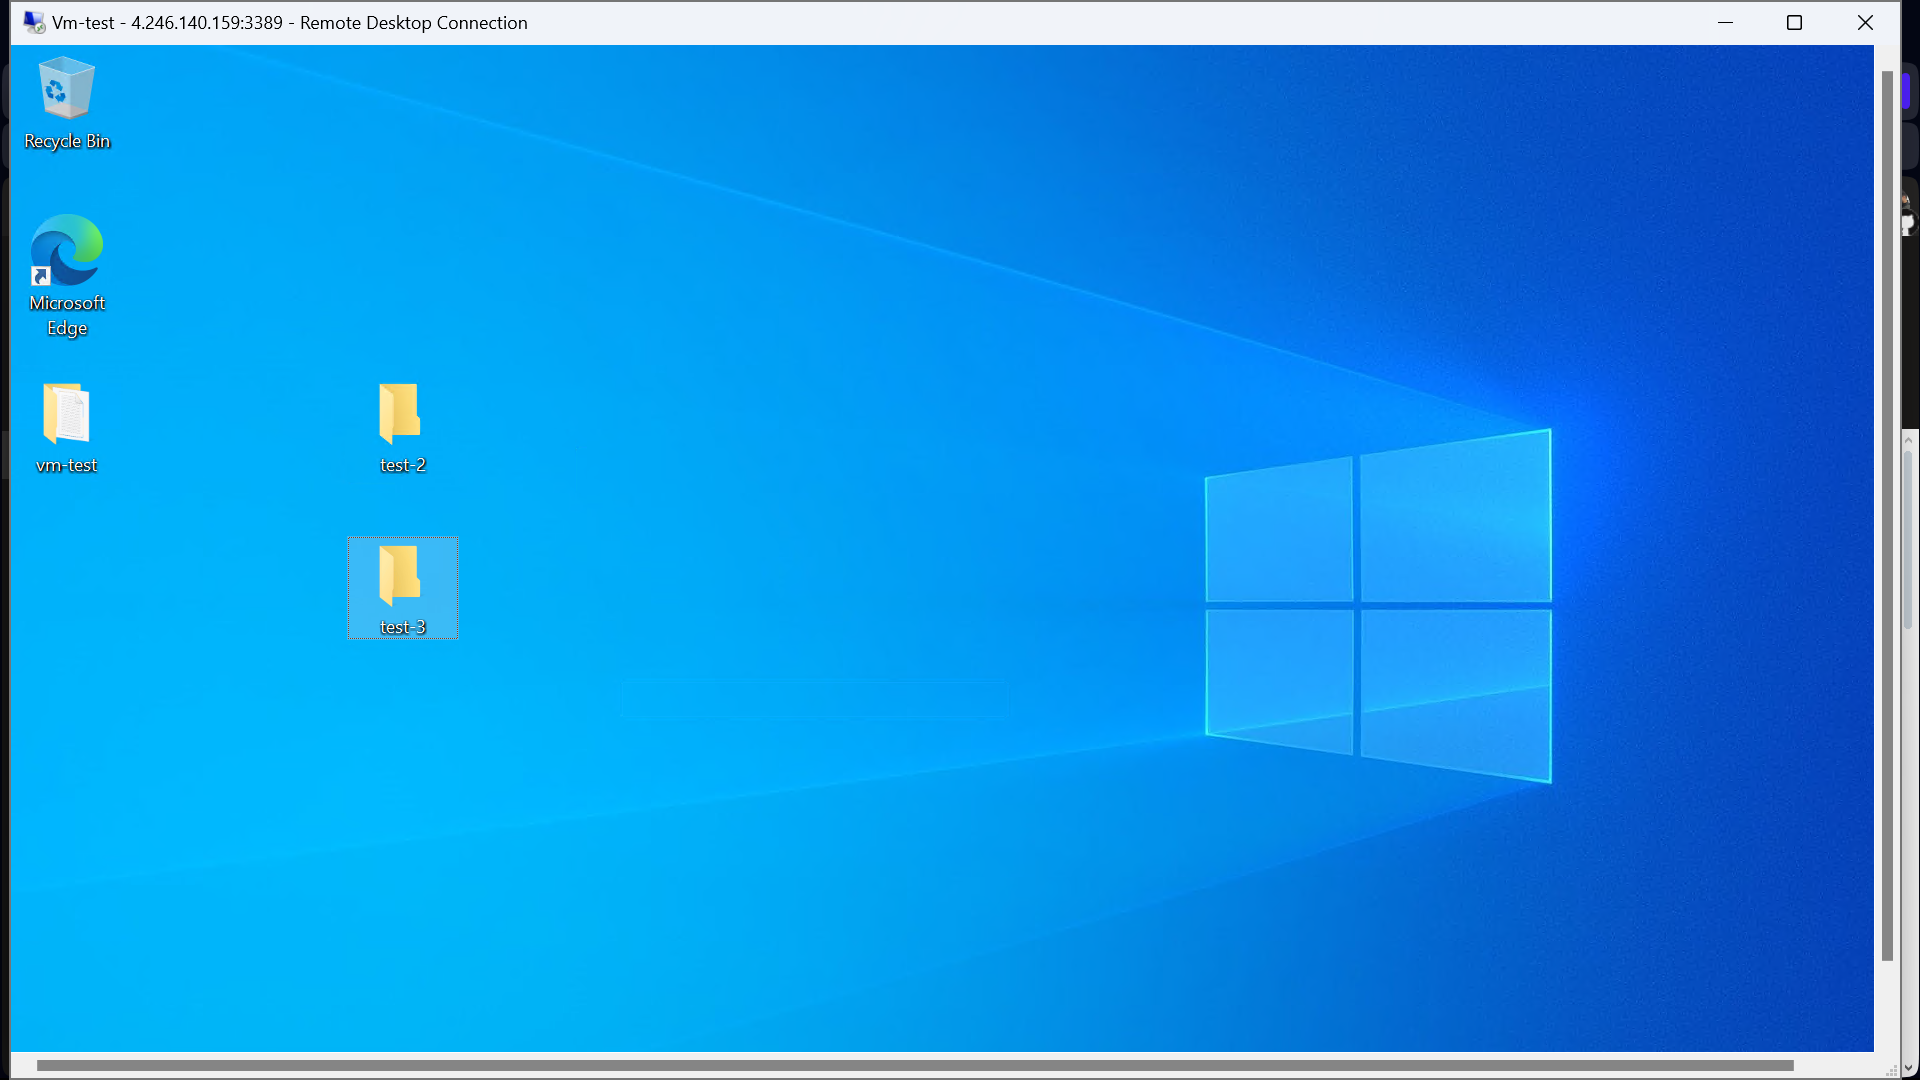 Vm-test - 4.246.140.159:3389 - Remote Desktop Connection
Recycle Bin
Microsoft
Edge
vm-test
test-2
test-3